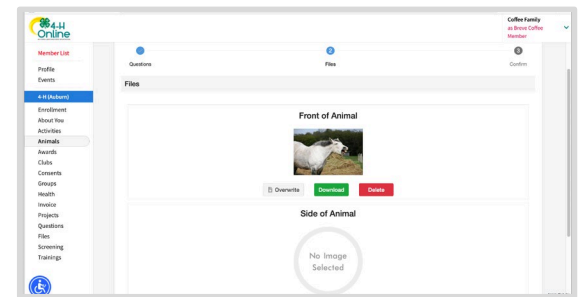 4-H
Online
Coffee Family
as Breve Coffee
Member
Member List
Profile
Events
4-H (Auburn)
Enrollment
About You
Activities
Animals
Awards
Clubs
Consents
Groups
Health
Invoice
Projects
Questions
Files
Screening
Trainings
2
3
Questions
Files
Confirm
Files
Front of Animal
Overwrite
Download
Delete
Side of Animal
No Image
Selected